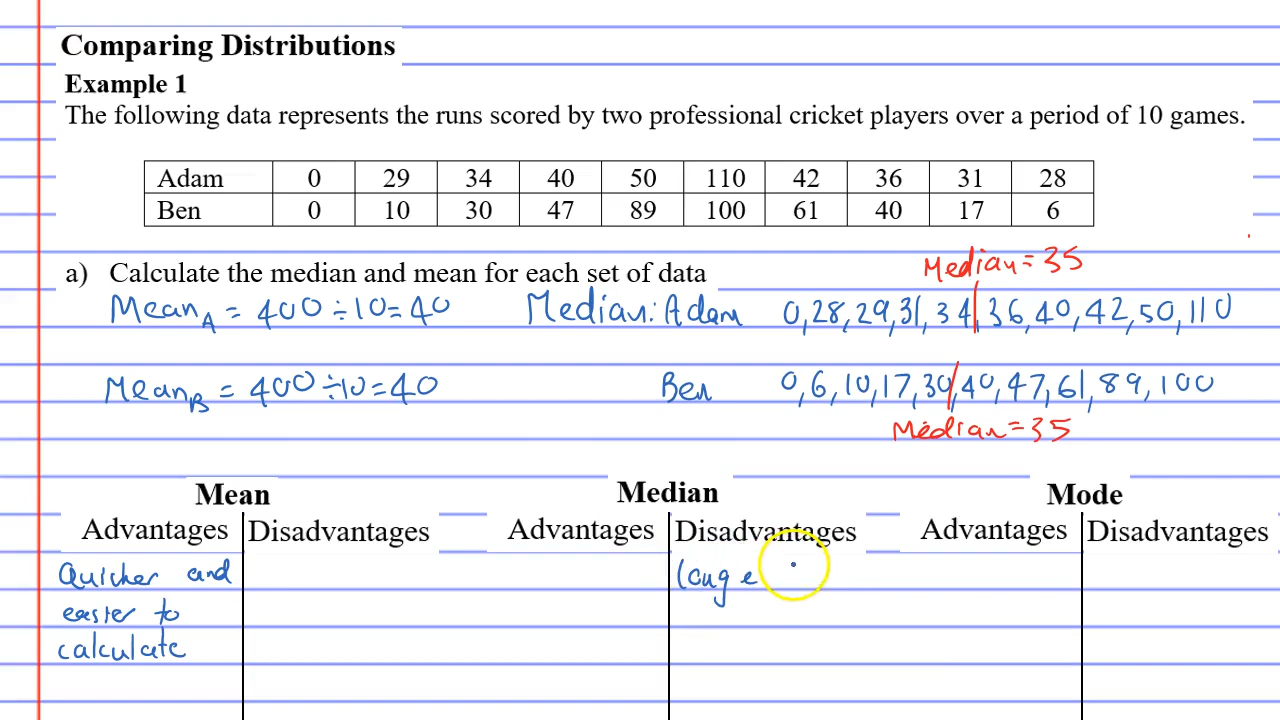 Comparing Distributions
Example 1
The following data represents the runs scored by two professional cricket players over a period of 10 games.
Adam 0 29 34 40 50 110 42 36 31 28
Ben 0 10 30 47 89 100 61 40 17 6
Median = 35
a) Calculate the median and mean for each set of data
MeanA = 400 ÷ 10 = 40 Median: Adam 0, 28, 29, 31, 34, 36, 40, 42, 50, 110
MeanB = 400 ÷ 10 = 40 Ben 0, 6, 10, 17, 30, 40, 47, 61, 89, 100
Median = 35
Mean Median Mode
Advantages Disadvantages Advantages Disadvantages Advantages Disadvantages
Quicher and
easter to
calculate